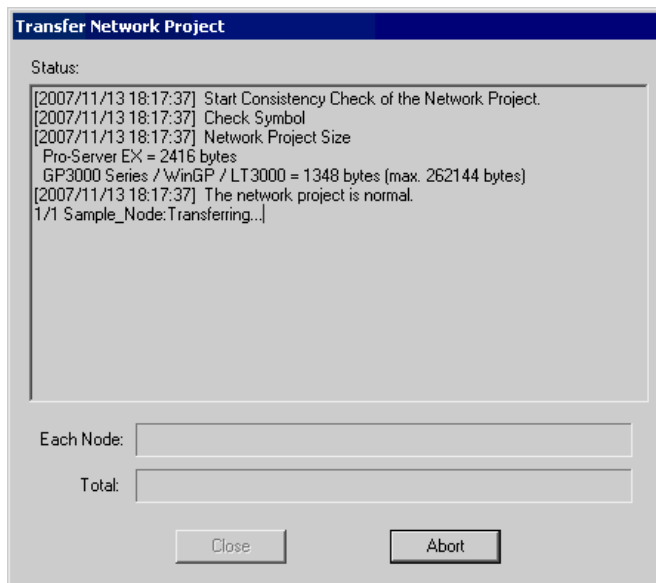 Transfer Network Project
Status:
[2007/11/13 18:17:37] Start Consistency Check of the Network Project.
[2007/11/13 18:17:37] Check Symbol
[2007/11/13 18:17:37] Network Project Size
Pro-Server EX = 2416 bytes
GP3000 Series / WinGP / LT3000 = 1348 bytes (max. 262144 bytes)
[2007/11/13 18:17:37] The network project is normal.
1/1 Sample_Node:Transferring...
Each Node:
Total:
Close Abort